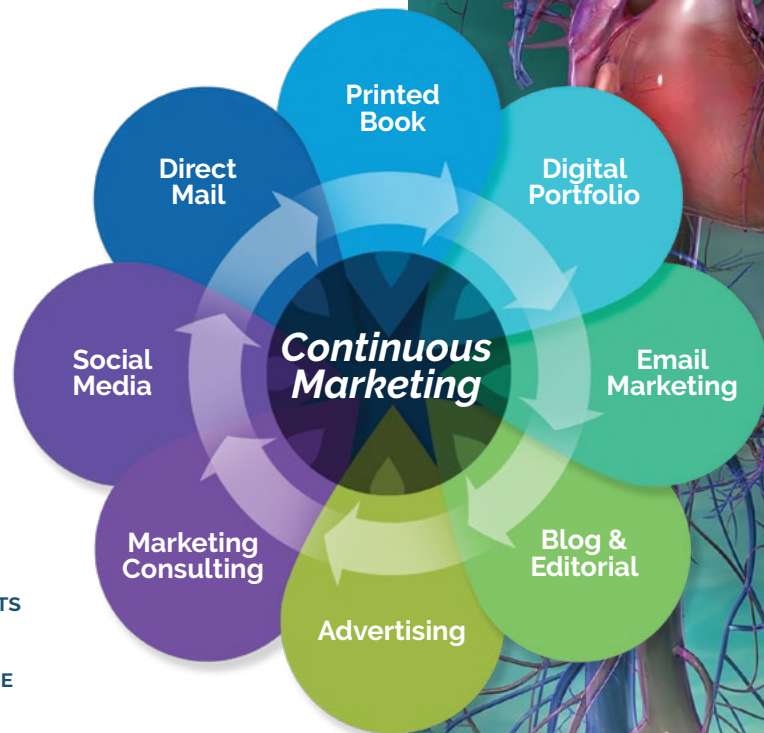 Printed
Book
Digital
Portfolio
Email
Marketing
Blog &
Editorial
Advertising
Marketing
Consulting
Social
Media
Direct
Mail
Continuous
Marketing
TS
E